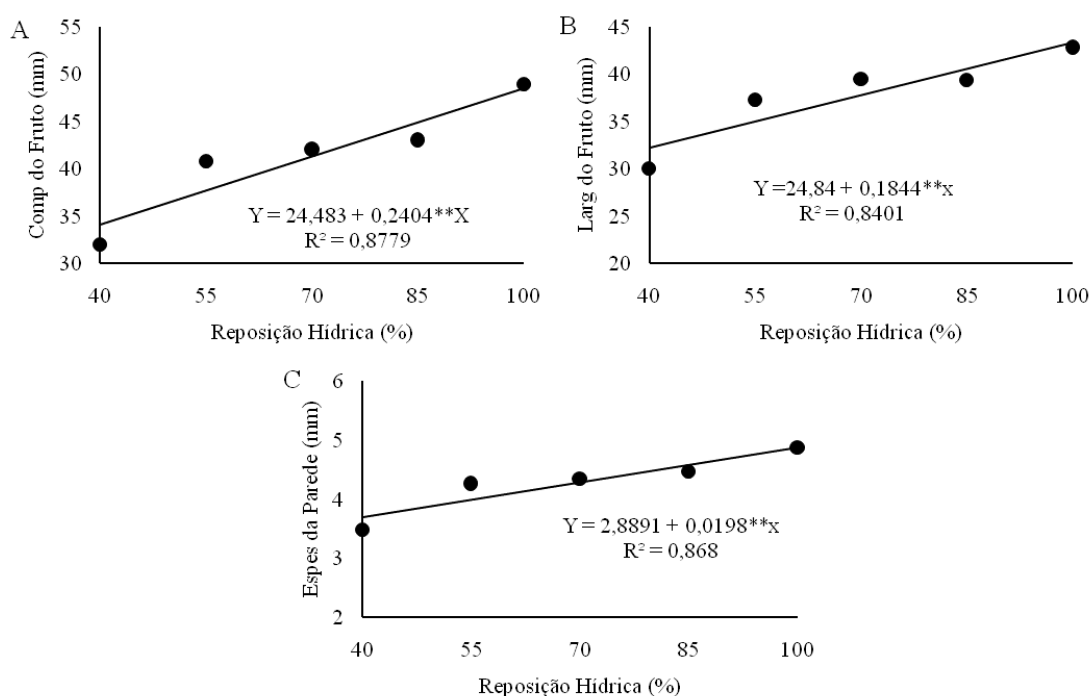 A
Comp do Fruto (mm)
55
50
45
40
35
30
Y = 24,483 + 0,2404**X
R² = 0,8779
40 55 70 85 100
Reposição Hídrica (%)
B
Larg do Fruto (mm)
45
40
35
30
25
20
Y =24,84 + 0,1844**x
R² = 0,8401
40 55 70 85 100
Reposição Hídrica (%)
C
Espes da Parede (mm)
6
5
4
3
2
Y = 2,8891 + 0,0198**x
R² = 0,868
40 55 70 85 100
Reposição Hídrica (%)